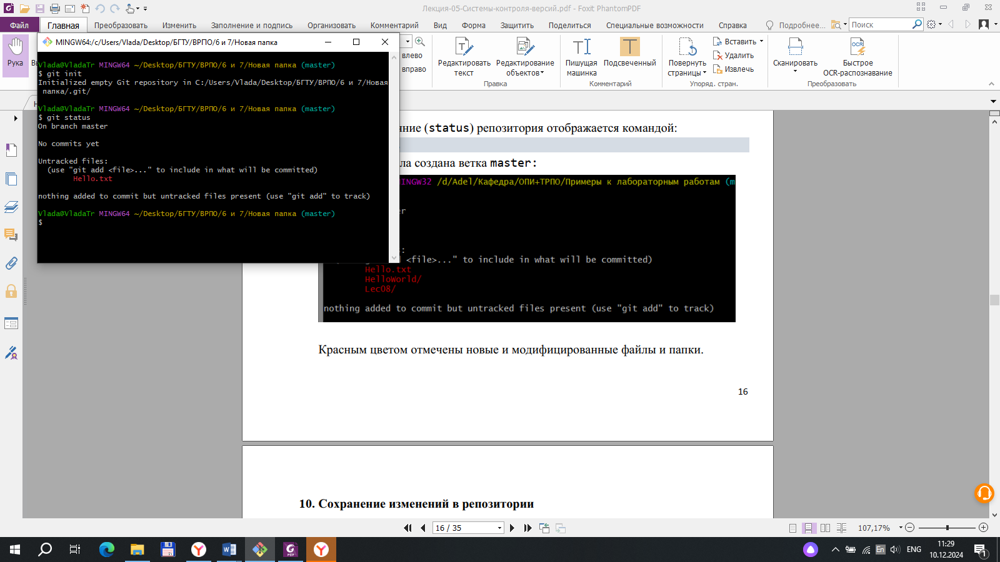 Лекция-05-Системы-контроля-версий.pdf - Foxit PhantomPDF
Файл
Главная
Преобразовать
Изменить
Заполнение и подпись
Организовать
Комментарий
Вид
Форма
Защитить
Поделиться
Специальные возможности
Справка
Подробнее...
Поиск
Рука
влево
вправо
Редактировать
текст
Редактирование
объектов
Правка
Пишущая
машинка
Подсвеченный
Комментарий
Повернуть
страницы
Вставить
Удалить
Извлечь
Упоряд. стран.
Сканировать
Быстрое
OCR-распознавание
Преобразовать
MINGW64:/c/Users/Vlada/Desktop/БГТУ/ВРПО/6 и 7/Новая папка
Vlada@VladaTr MINGW64 ~/Desktop/БГТУ/ВРПО/6 и 7/Новая папка (master)
$ git init
Initialized empty Git repository in C:/Users/Vlada/Desktop/БГТУ/ВРПО/6 и 7/Новая
папка/.git/
Vlada@VladaTr MINGW64 ~/Desktop/БГТУ/ВРПО/6 и 7/Новая папка (master)
$ git status
On branch master
No commits yet
Untracked files:
(use "git add <file>..." to include in what will be committed)
Hello.txt
nothing added to commit but untracked files present (use "git add" to track)
Vlada@VladaTr MINGW64 ~/Desktop/БГТУ/ВРПО/6 и 7/Новая папка (master)
$
(status) репозитория отображается командой:
создана ветка master:
MINGW32 /d/Adel/Кафедра/ОПИ+ТРПО/Примеры к лабораторным работам (m
<file>..." to include in what will be committed)
Hello.txt
HelloWorld/
Lec08/
nothing added to commit but untracked files present (use "git add" to track)
Красным цветом отмечены новые и модифицированные файлы и папки.
16
10. Сохранение изменений в репозитории
16 / 35
107,17%
En
ENG
11:29
10.12.2024
1